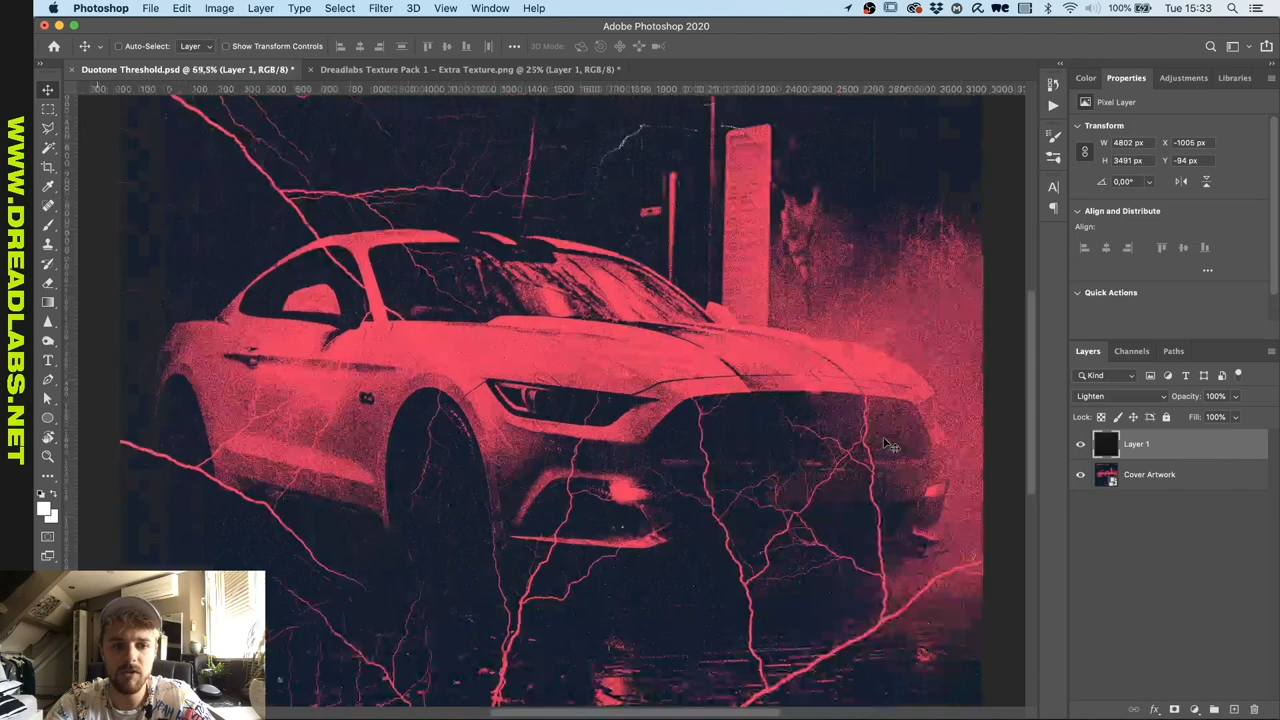 Photoshop File Edit Image Layer Type Select Filter 3D View Window Help
100% Tue 15:33
Adobe Photoshop 2020
Auto-Select: Layer Show Transform Controls 3D Mode:
Duotone Threshold.psd @ 69,5% (Layer 1, RGB/8) *
Dreadlabs Texture Pack 1 - Extra Texture.png @ 25% (Layer 1, RGB/8) *
Color Properties Adjustments Libraries
Pixel Layer
Transform
W 4802 px X -1005 px
H 3491 px Y -94 px
0,00°
Align and Distribute
Align:
Quick Actions
Layers Channels Paths
Kind
Lighten Opacity: 100%
Lock: Fill: 100%
Layer 1
Cover Artwork
WWW.DREADLABS.NET